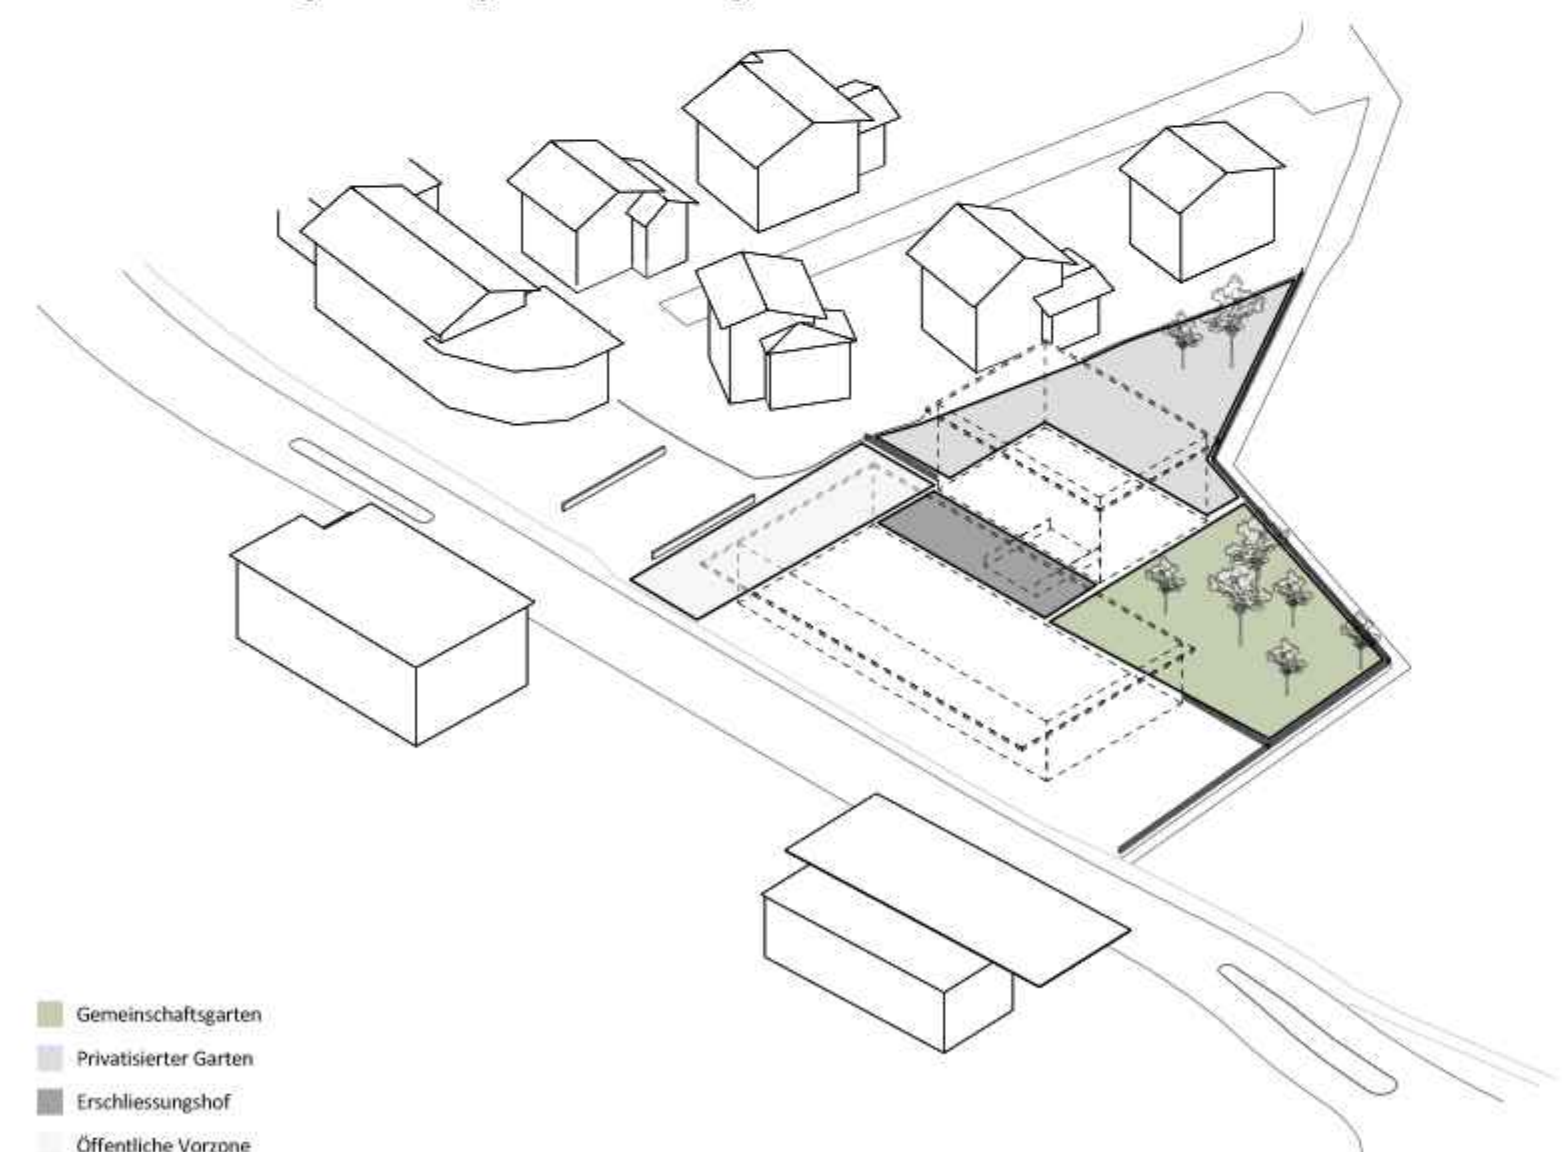 Gemeinschaftsgarten
Privatisierter Garten
Erschliessungshof
Öffentliche Vorzone